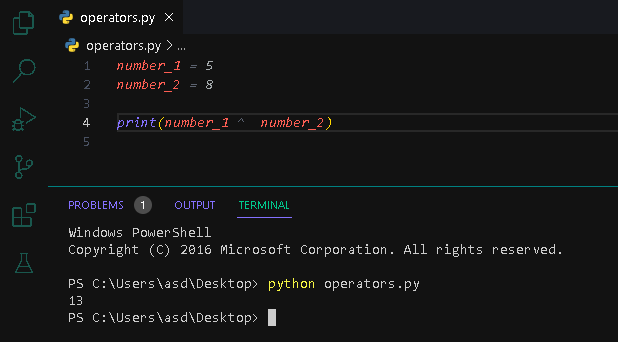 operators.py ×
operators.py > ...
1 number_1 = 5
2 number_2 = 8
3
4 print(number_1 ^  number_2)
5
PROBLEMS 1 OUTPUT TERMINAL
Windows PowerShell
Copyright (C) 2016 Microsoft Corporation. All rights reserved.
PS C:\Users\asd\Desktop> python operators.py
13
PS C:\Users\asd\Desktop>